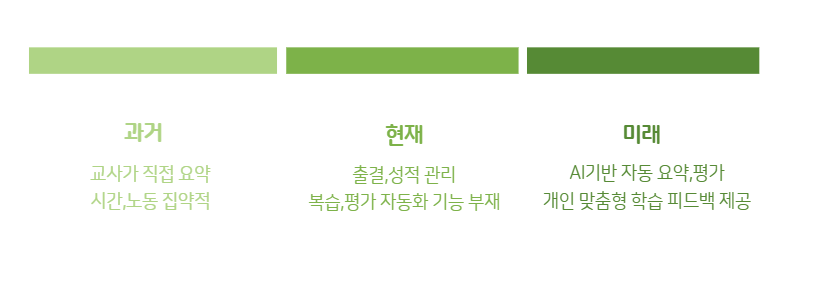 과거
교사가 직접 요약
시간,노동 집약적
현재
출결,성적 관리
복습,평가 자동화 기능 부재
미래
AI기반 자동 요약,평가
개인 맞춤형 학습 피드백 제공